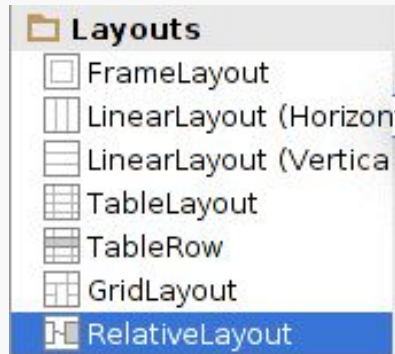 Layouts
FrameLayout
LinearLayout (Horizon
LinearLayout (Vertica
TableLayout
TableRow
GridLayout
RelativeLayout